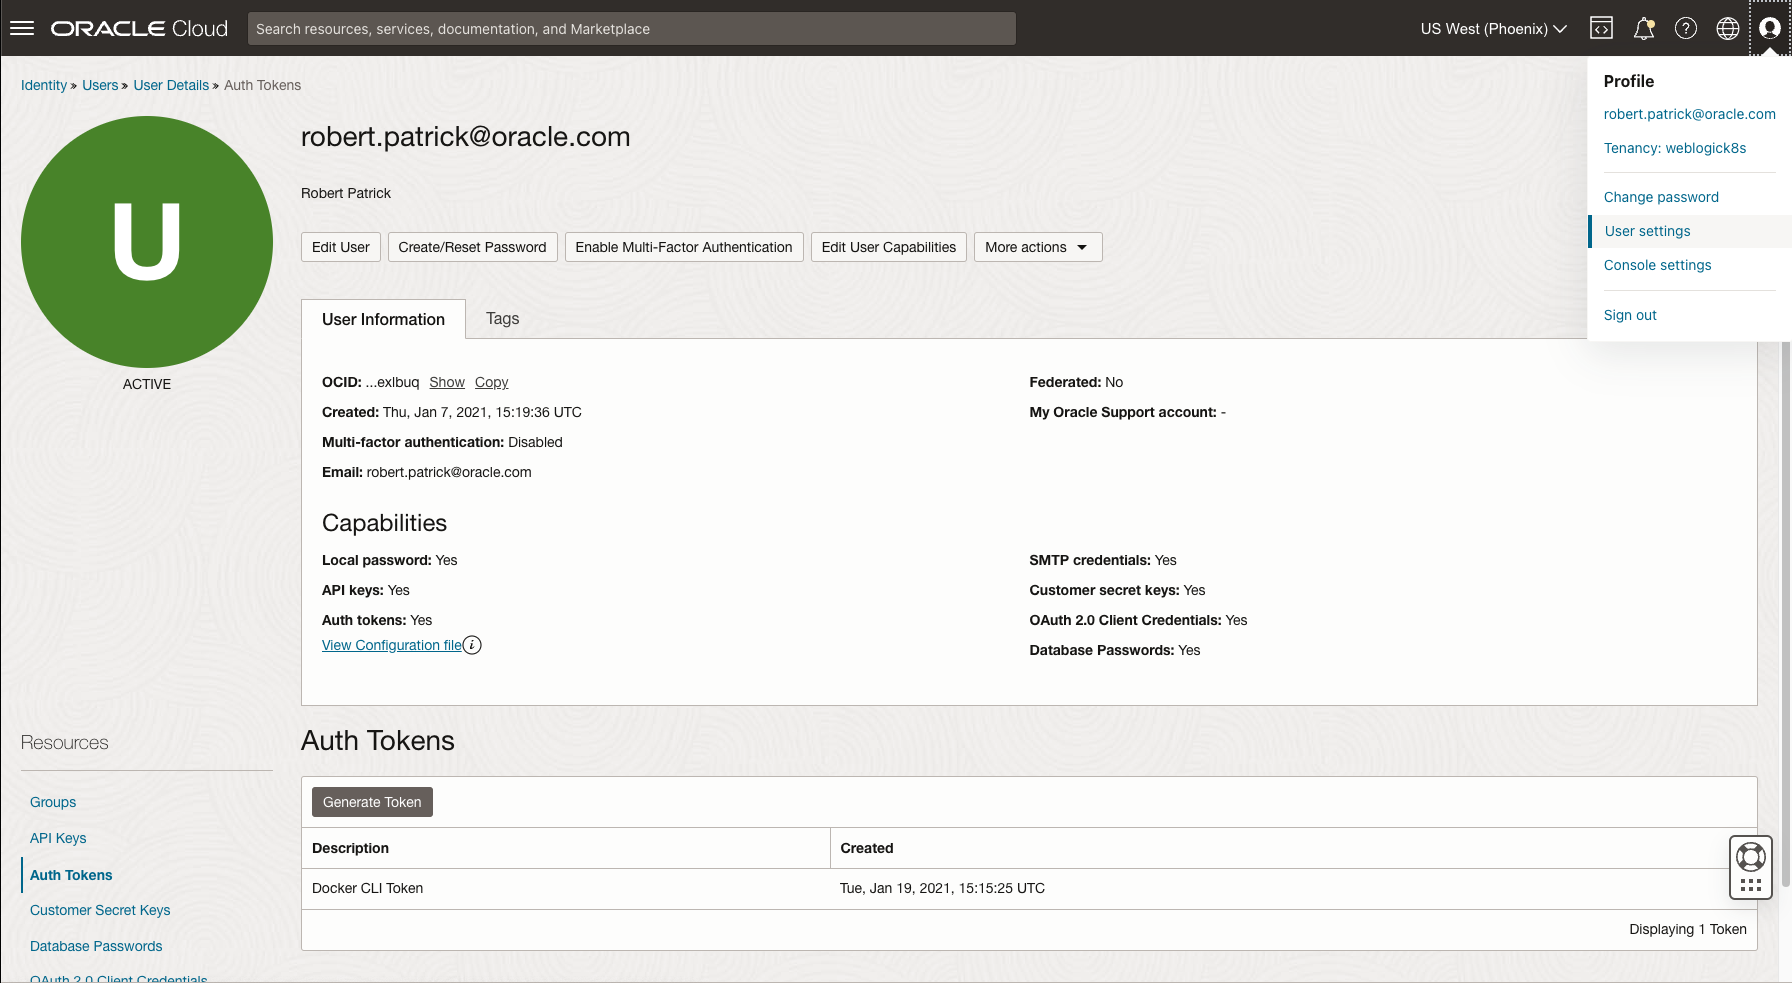 ORACLE Cloud
Search resources, services, documentation, and Marketplace
US West (Phoenix)
Identity » Users » User Details » Auth Tokens
Profile
robert.patrick@oracle.com
Tenancy: weblogick8s
Change password
User settings
Console settings
Sign out
U
ACTIVE
robert.patrick@oracle.com
Robert Patrick
Edit User Create/Reset Password Enable Multi-Factor Authentication Edit User Capabilities More actions
User Information Tags
OCID: ...exlbuq Show Copy
Created: Thu, Jan 7, 2021, 15:19:36 UTC
Multi-factor authentication: Disabled
Email: robert.patrick@oracle.com
Federated: No
My Oracle Support account: -
Capabilities
Local password: Yes
API keys: Yes
Auth tokens: Yes
View Configuration file i
SMTP credentials: Yes
Customer secret keys: Yes
OAuth 2.0 Client Credentials: Yes
Database Passwords: Yes
Resources
Groups
API Keys
Auth Tokens
Customer Secret Keys
Database Passwords
OAuth 2.0 Client Credentials
Auth Tokens
Generate Token
Description Created
Docker CLI Token Tue, Jan 19, 2021, 15:15:25 UTC
Displaying 1 Token